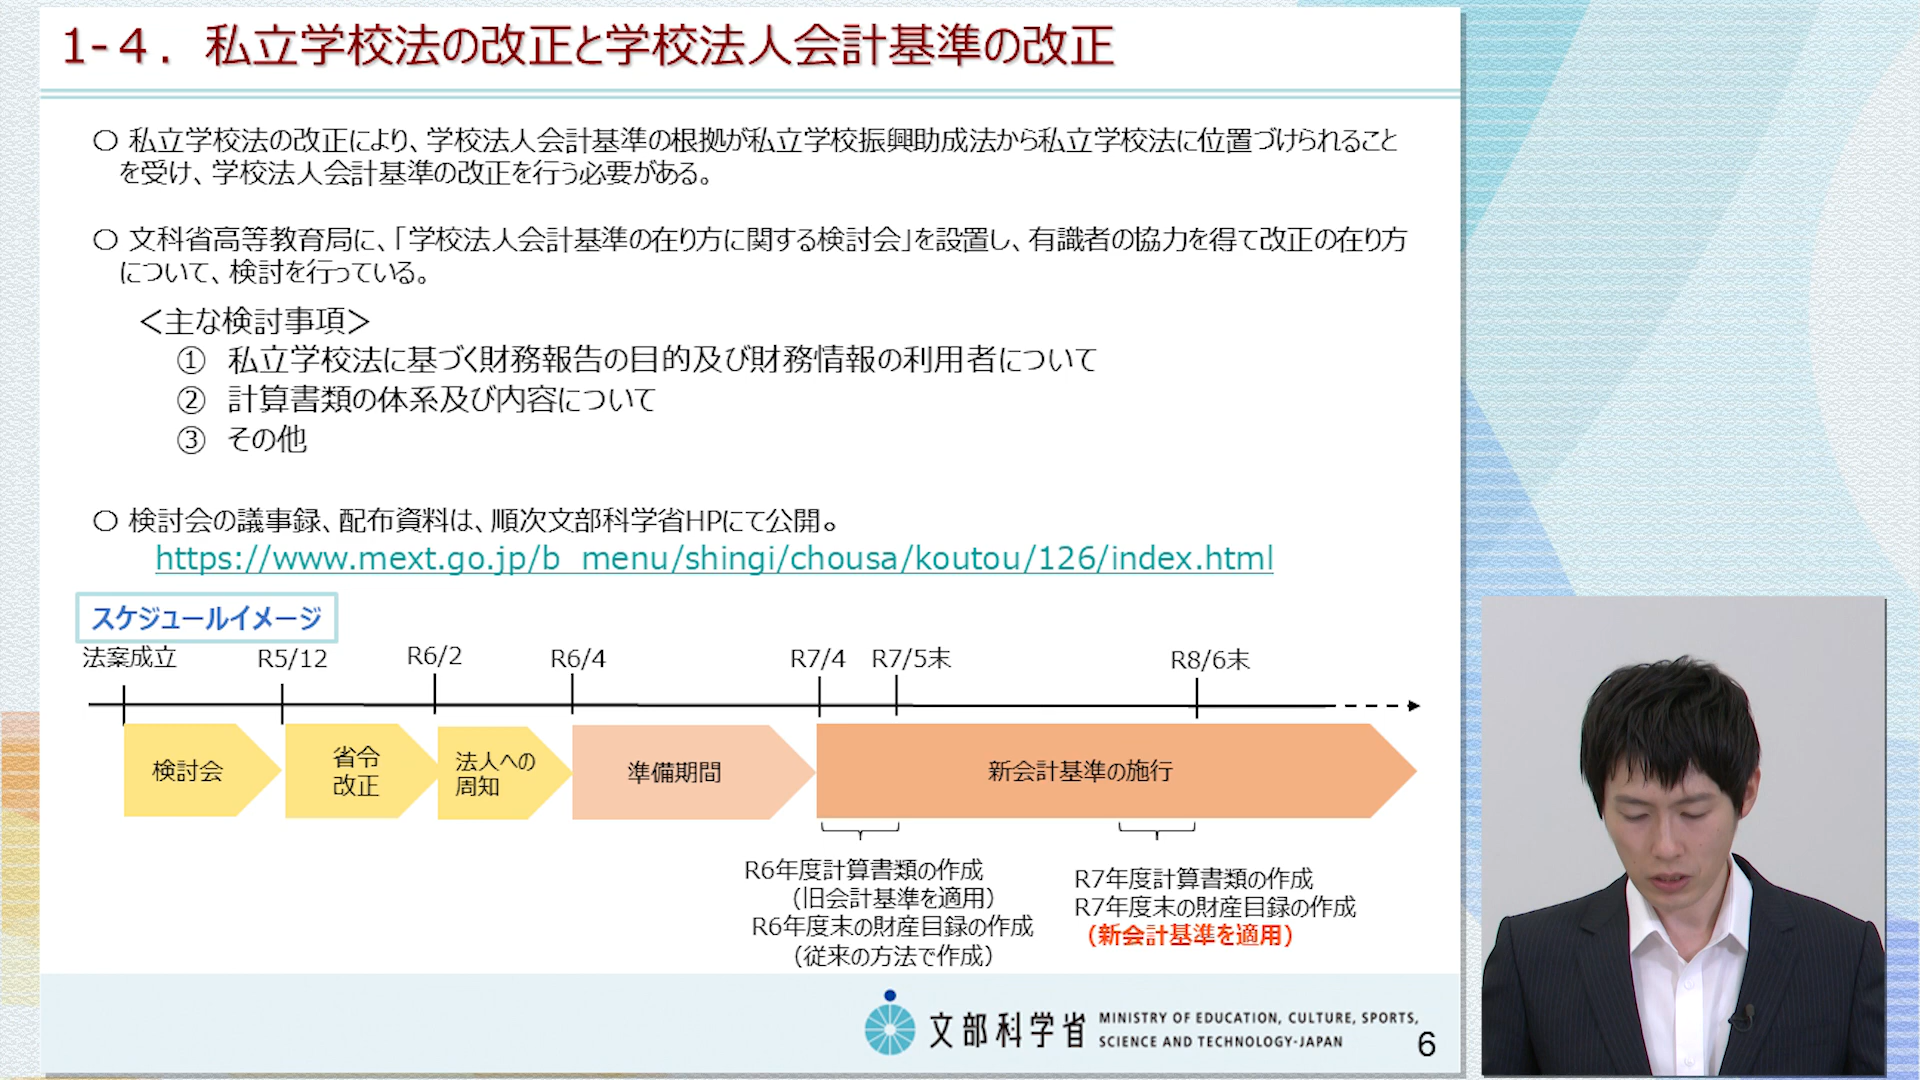 1-４．私立学校法の改正と学校法人会計基準の改正
〇 私立学校法の改正により、学校法人会計基準の根拠が私立学校振興助成法から私立学校法に位置づけられること
を受け、学校法人会計基準の改正を行う必要がある。
〇 文科省高等教育局に、「学校法人会計基準の在り方に関する検討会」を設置し、有識者の協力を得て改正の在り方
について、検討を行っている。
＜主な検討事項＞
① 私立学校法に基づく財務報告の目的及び財務情報の利用者について
② 計算書類の体系及び内容について
③ その他
〇 検討会の議事録、配布資料は、順次文部科学省HPにて公開。
https://www.mext.go.jp/b_menu/shingi/chousa/koutou/126/index.html
スケジュールイメージ
法案成立 R5/12 R6/2 R6/4 R7/4 R7/5末 R8/6末
検討会
省令
改正
法人への
周知
準備期間
新会計基準の施行
R6年度計算書類の作成
（旧会計基準を適用）
R6年度末の財産目録の作成
（従来の方法で作成）
R7年度計算書類の作成
R7年度末の財産目録の作成
（新会計基準を適用）
文部科学省
MINISTRY OF EDUCATION, CULTURE, SPORTS,
SCIENCE AND TECHNOLOGY-JAPAN
6